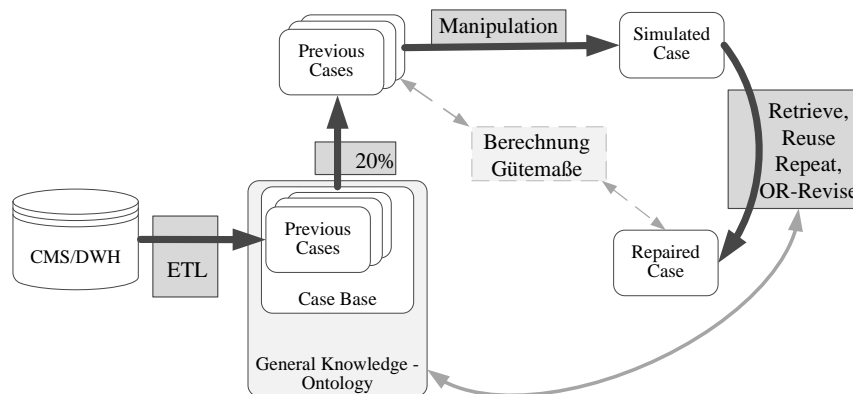 Manipulation
Simulated
Case
Previous
Cases
Retrieve,
Reuse
Repeat,
OR-Revise
Berechnung
Gütemaße
20%
CMS/DWH
ETL
Previous
Cases
Case Base
Repaired
Case
General Knowledge -
Ontology